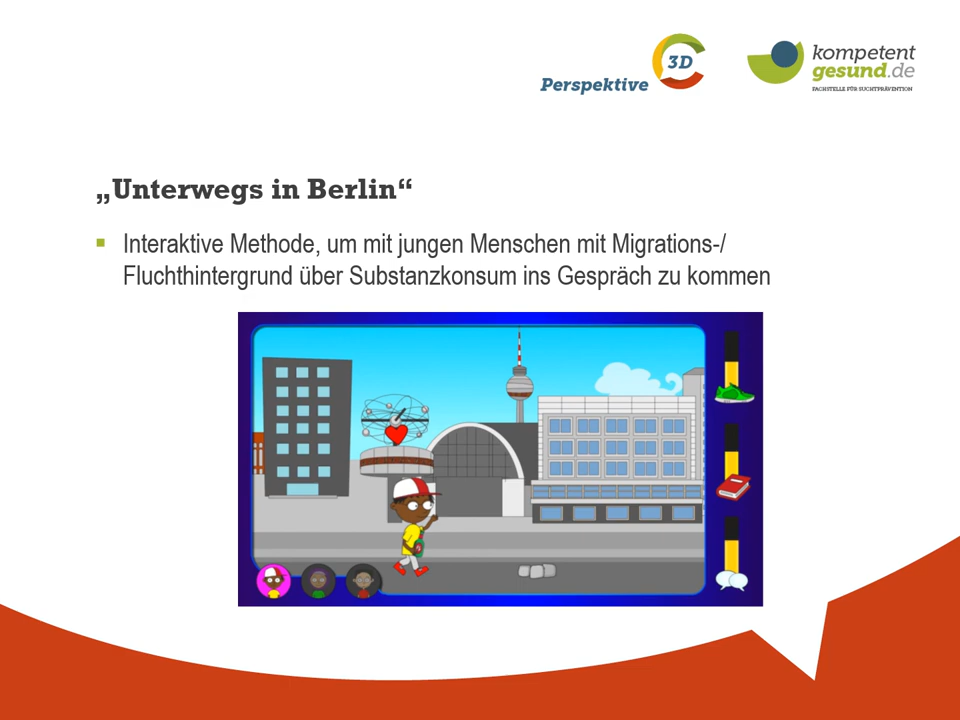 Perspektive 3D
kompetent
gesund.de
FACHSTELLE FÜR SUCHTPRÄVENTION
„Unterwegs in Berlin“
Interaktive Methode, um mit jungen Menschen mit Migrations-/
Fluchthintergrund über Substanzkonsum ins Gespräch zu kommen